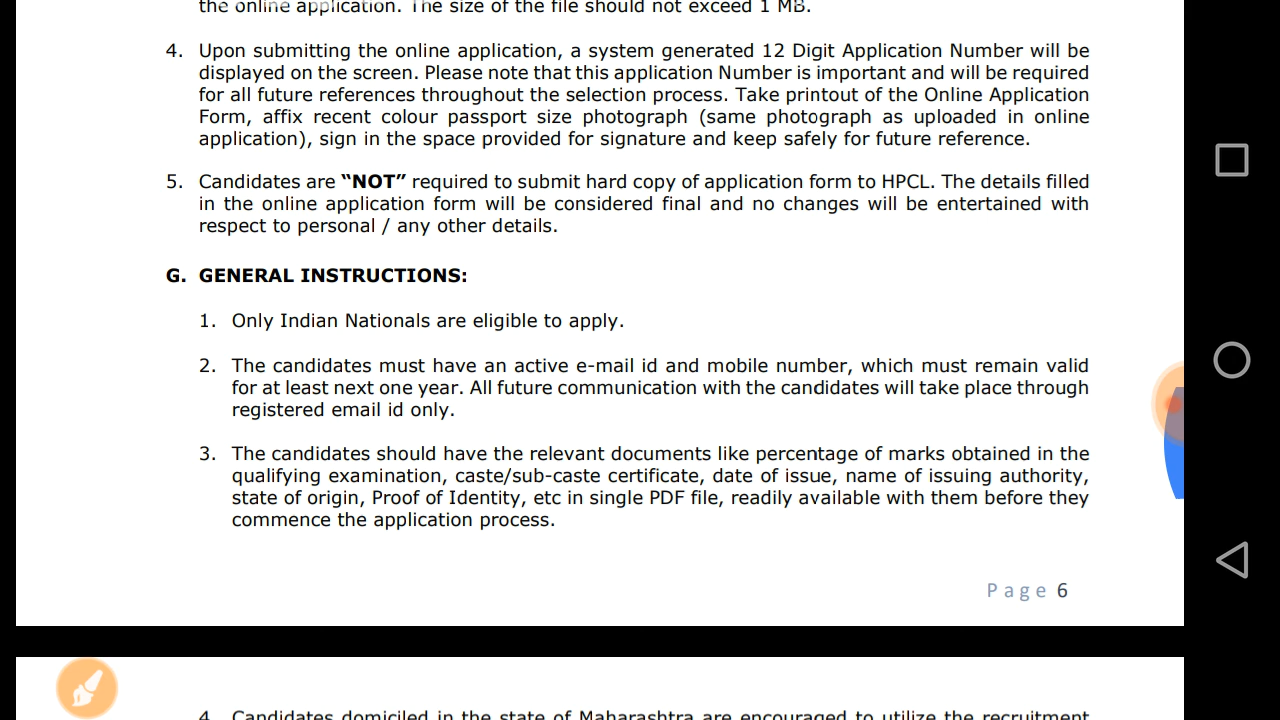 the online application. The size of the file should not exceed 1 MB.
4. Upon submitting the online application, a system generated 12 Digit Application Number will be
displayed on the screen. Please note that this application Number is important and will be required
for all future references throughout the selection process. Take printout of the Online Application
Form, affix recent colour passport size photograph (same photograph as uploaded in online
application), sign in the space provided for signature and keep safely for future reference.
5. Candidates are “NOT” required to submit hard copy of application form to HPCL. The details filled
in the online application form will be considered final and no changes will be entertained with
respect to personal / any other details.
G. GENERAL INSTRUCTIONS:
1. Only Indian Nationals are eligible to apply.
2. The candidates must have an active e-mail id and mobile number, which must remain valid
for at least next one year. All future communication with the candidates will take place through
registered email id only.
3. The candidates should have the relevant documents like percentage of marks obtained in the
qualifying examination, caste/sub-caste certificate, date of issue, name of issuing authority,
state of origin, Proof of Identity, etc in single PDF file, readily available with them before they
commence the application process.
Page 6
4. Candidates domiciled in the state of Maharashtra are encouraged to utilize the recruitment